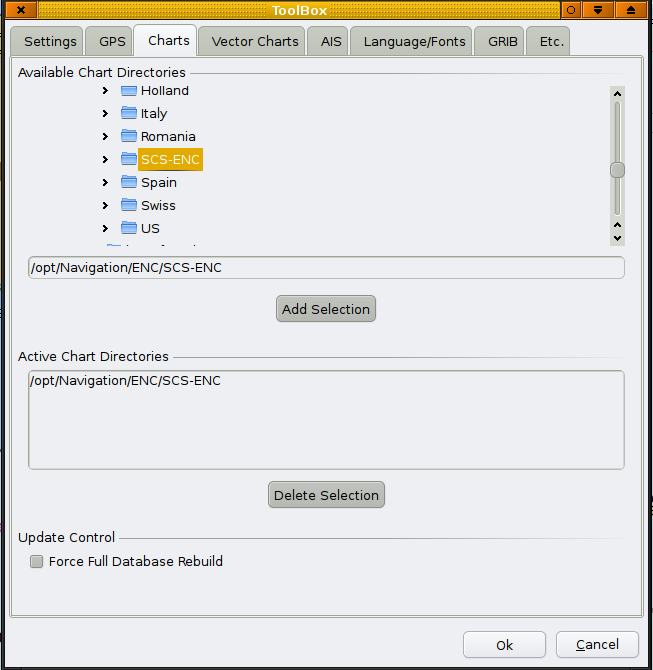 ToolBox
Settings GPS Charts Vector Charts AIS Language/Fonts GRIB Etc.
Available Chart Directories
Holland
Italy
Romania
SCS-ENC
Spain
Swiss
US
/opt/Navigation/ENC/SCS-ENC
Add Selection
Active Chart Directories
/opt/Navigation/ENC/SCS-ENC
Delete Selection
Update Control
Force Full Database Rebuild
Ok Cancel